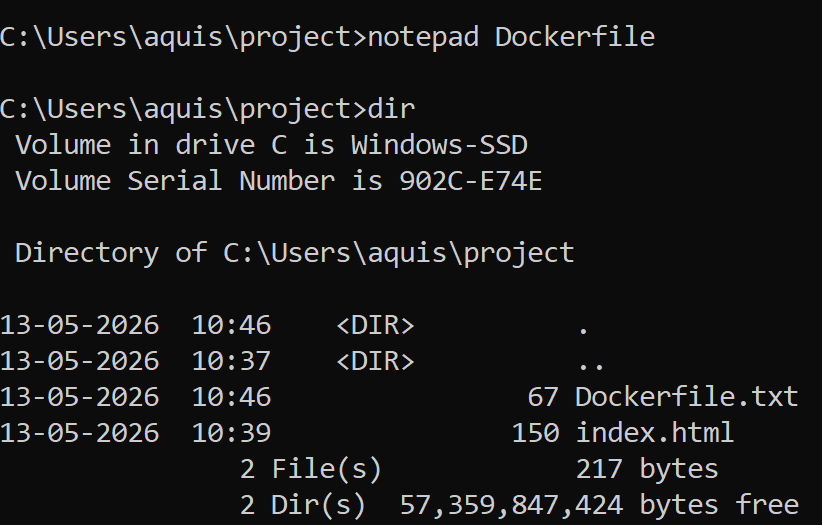 C:\Users\aquis\project>notepad Dockerfile
C:\Users\aquis\project>dir
 Volume in drive C is Windows-SSD
 Volume Serial Number is 902C-E74E
 Directory of C:\Users\aquis\project
13-05-2026  10:46    <DIR>          .
13-05-2026  10:37    <DIR>          ..
13-05-2026  10:46                67 Dockerfile.txt
13-05-2026  10:39               150 index.html
               2 File(s)            217 bytes
               2 Dir(s)  57,359,847,424 bytes free